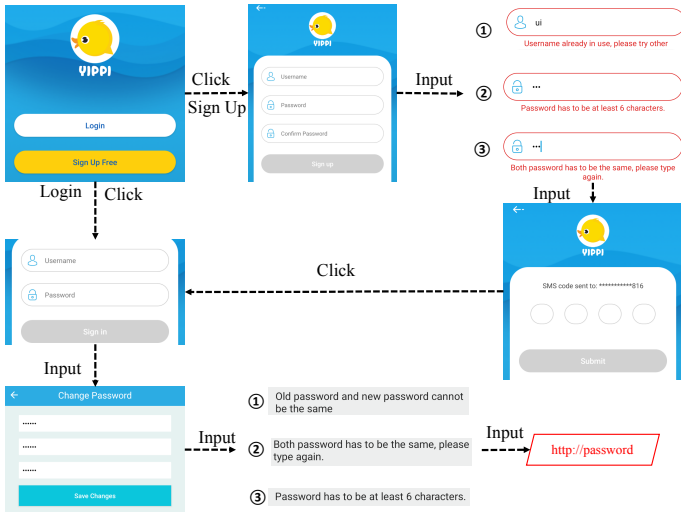 YIPPI
Login
Sign Up Free
Click
Sign Up
YIPPI
Username
Password
Confirm Password
Sign up
Input
①
ui
Username already in use, please try other
②
•••
Password has to be at least 6 characters.
③
•••
Both password has to be the same, please type
again.
Login Click
Input
YIPPI
SMS code sent to: ***********816
Submit
Click
Username
Password
Sign in
Input
Change Password
••••••
••••••
••••••
Save Changes
Input
①
Old password and new password cannot
be the same
②
Both password has to be the same, please
type again.
③
Password has to be at least 6 characters.
Input
http://password